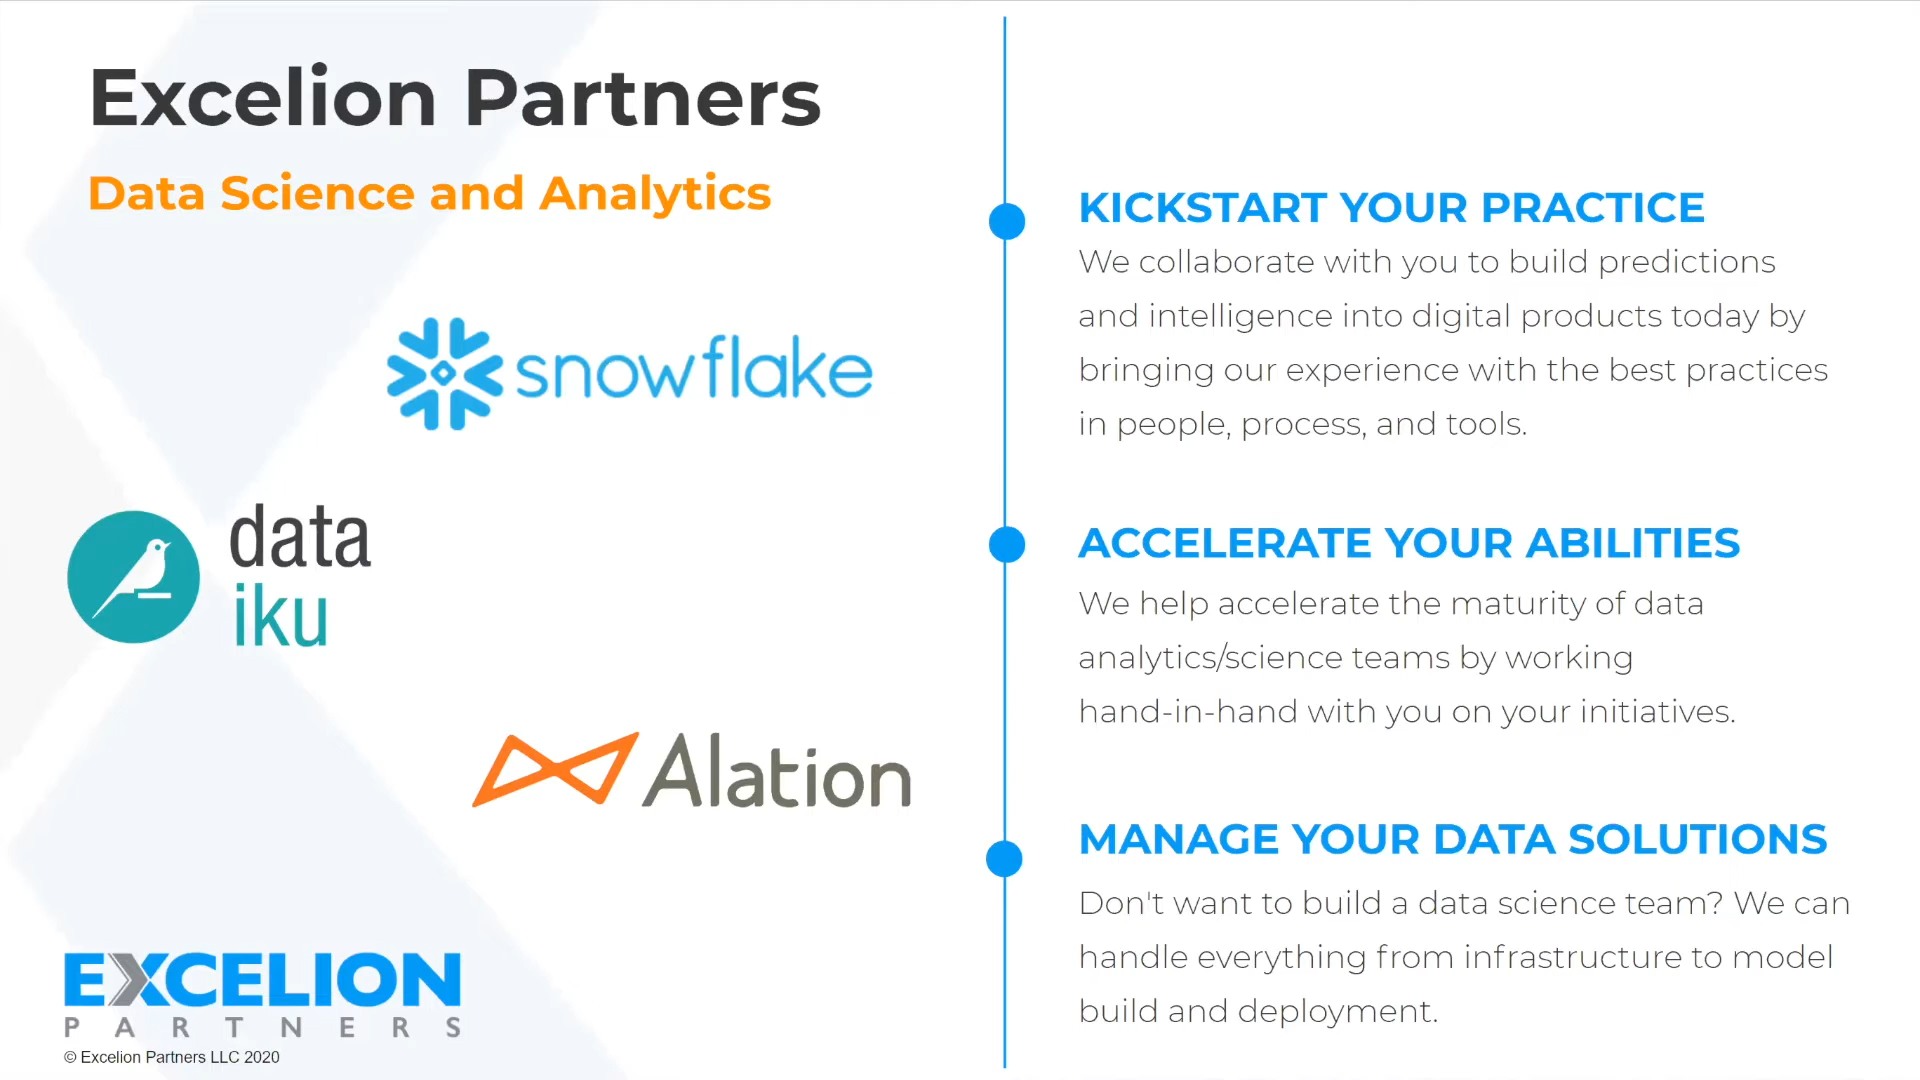 Excelion Partners
Data Science and Analytics
snowflake
data
iku
Alation
EXCELION
PARTNERS
© Excelion Partners LLC 2020
KICKSTART YOUR PRACTICE
We collaborate with you to build predictions
and intelligence into digital products today by
bringing our experience with the best practices
in people, process, and tools.
ACCELERATE YOUR ABILITIES
We help accelerate the maturity of data
analytics/science teams by working
hand-in-hand with you on your initiatives.
MANAGE YOUR DATA SOLUTIONS
Don't want to build a data science team? We can
handle everything from infrastructure to model
build and deployment.